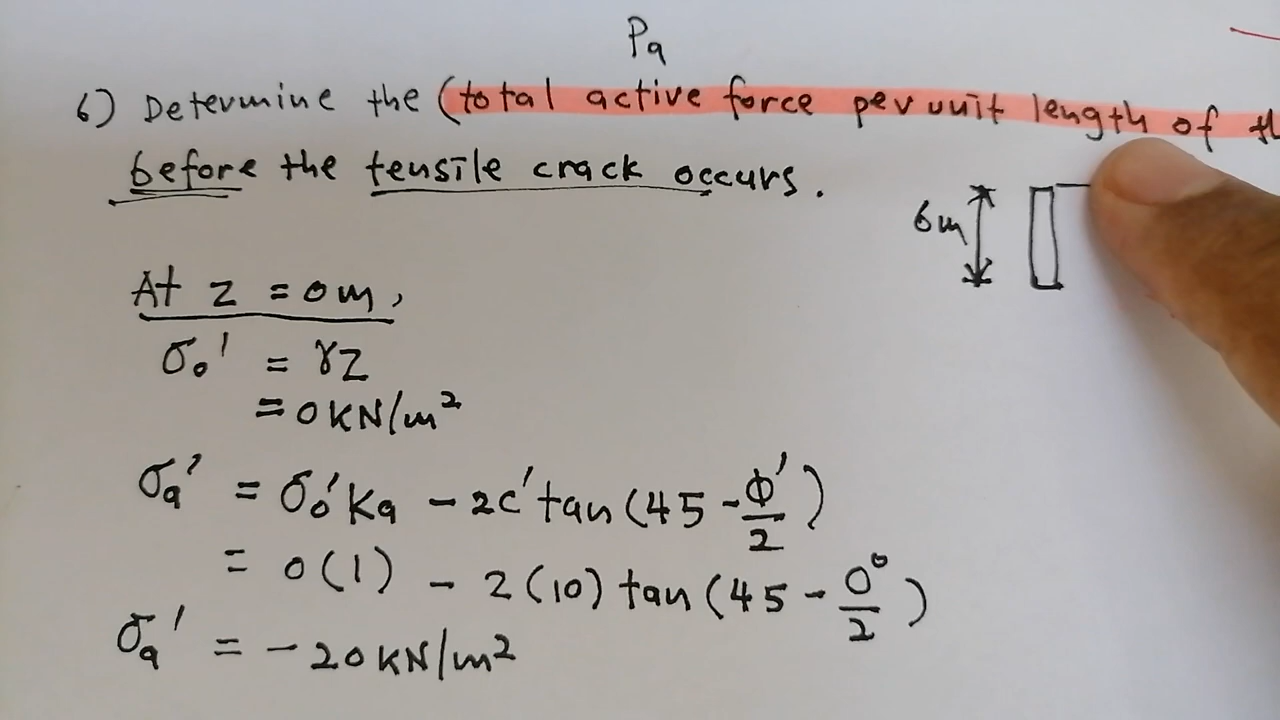 Pa
6) Determine the (total active force per unit length of
before the tensile crack occurs.
6m
At z = 0m,
σo' = γz
= 0 kN/m²
σa' = σo' Ka - 2c' tan (45 - Φ'/2)
= 0(1) - 2(10) tan (45 - 0°/2)
σa' = -20 kN/m²